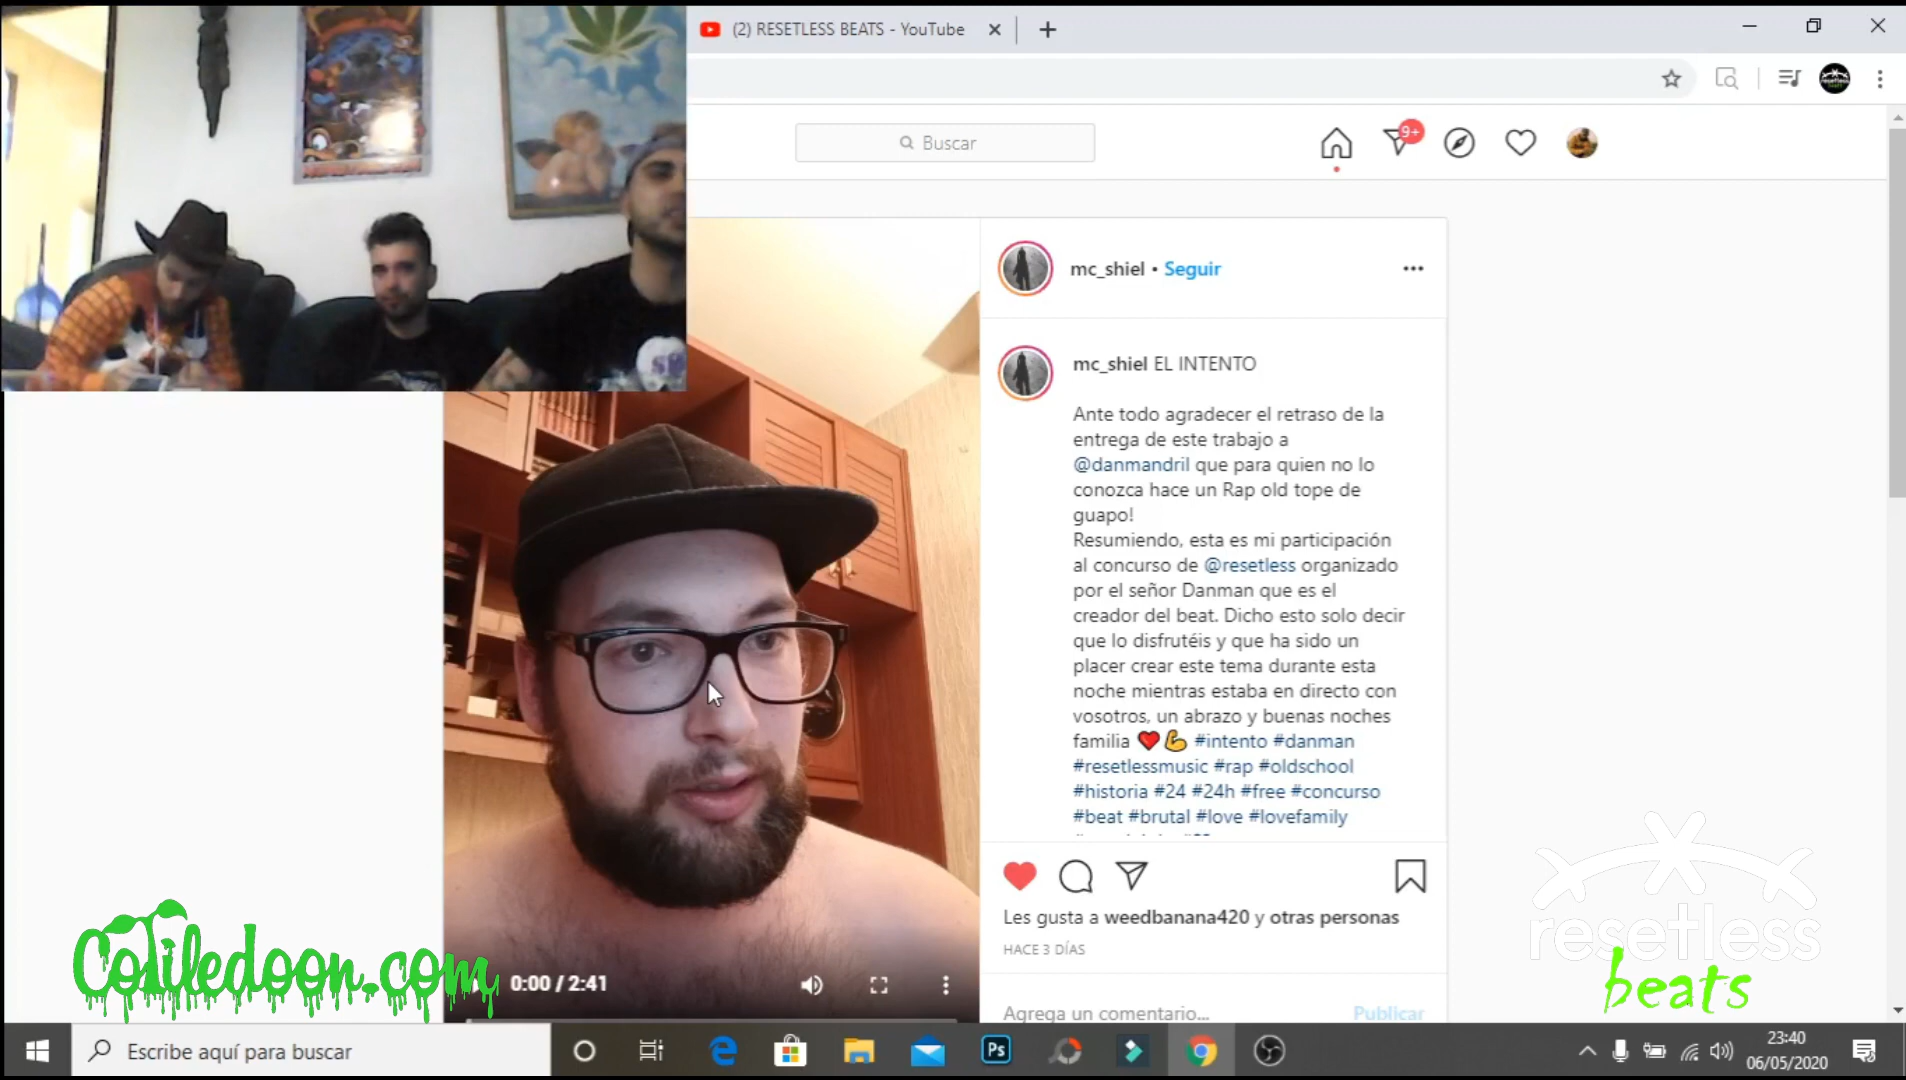 (2) RESETLESS BEATS - YouTube
Buscar
9+
mc_shiel • Seguir
mc_shiel EL INTENTO
Ante todo agradecer el retraso de la
entrega de este trabajo a
@danmandril que para quien no lo
conozca hace un Rap old tope de
guapo!
Resumiendo, esta es mi participación
al concurso de @resetless organizado
por el señor Danman que es el
creador del beat. Dicho esto solo decir
que lo disfrutéis y que ha sido un
placer crear este tema durante esta
noche mientras estaba en directo con
vosotros, un abrazo y buenas noches
familia ❤️💪 #intento #danman
#resetlessmusic #rap #oldschool
#historia #24 #24h #free #concurso
#beat #brutal #love #lovefamily
Les gusta a weedbanana420 y otras personas
HACE 3 DÍAS
Agrega un comentario...
Publicar
0:00 / 2:41
Cotiledoon.com
resetless
beats
Escribe aquí para buscar
Ps
23:40
06/05/2020